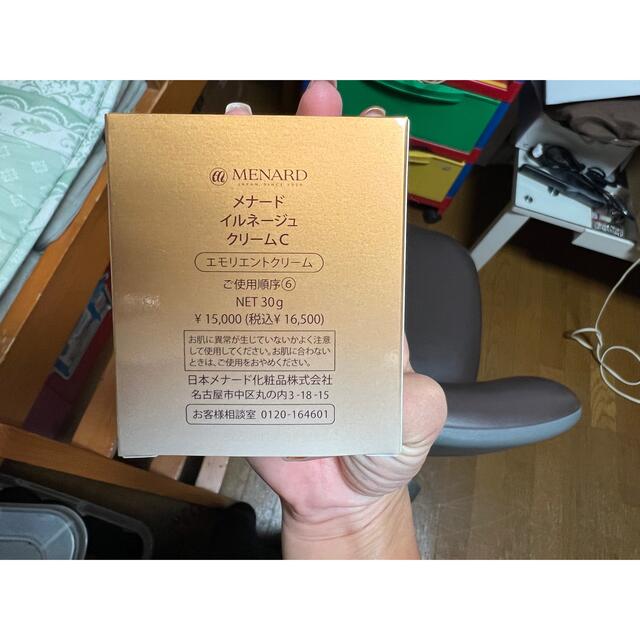 MENARD
JAPAN, SINCE 1959
メナード
イルネージュ
クリームC
エモリエントクリーム
ご使用順序⑥
NET 30g
¥ 15,000 (税込¥ 16,500)
お肌に異常が生じていないかよく注意
して使用してください。お肌に合わない
ときは、ご使用をおやめください。
日本メナード化粧品株式会社
名古屋市中区丸の内3-18-15
お客様相談室 0120-164601